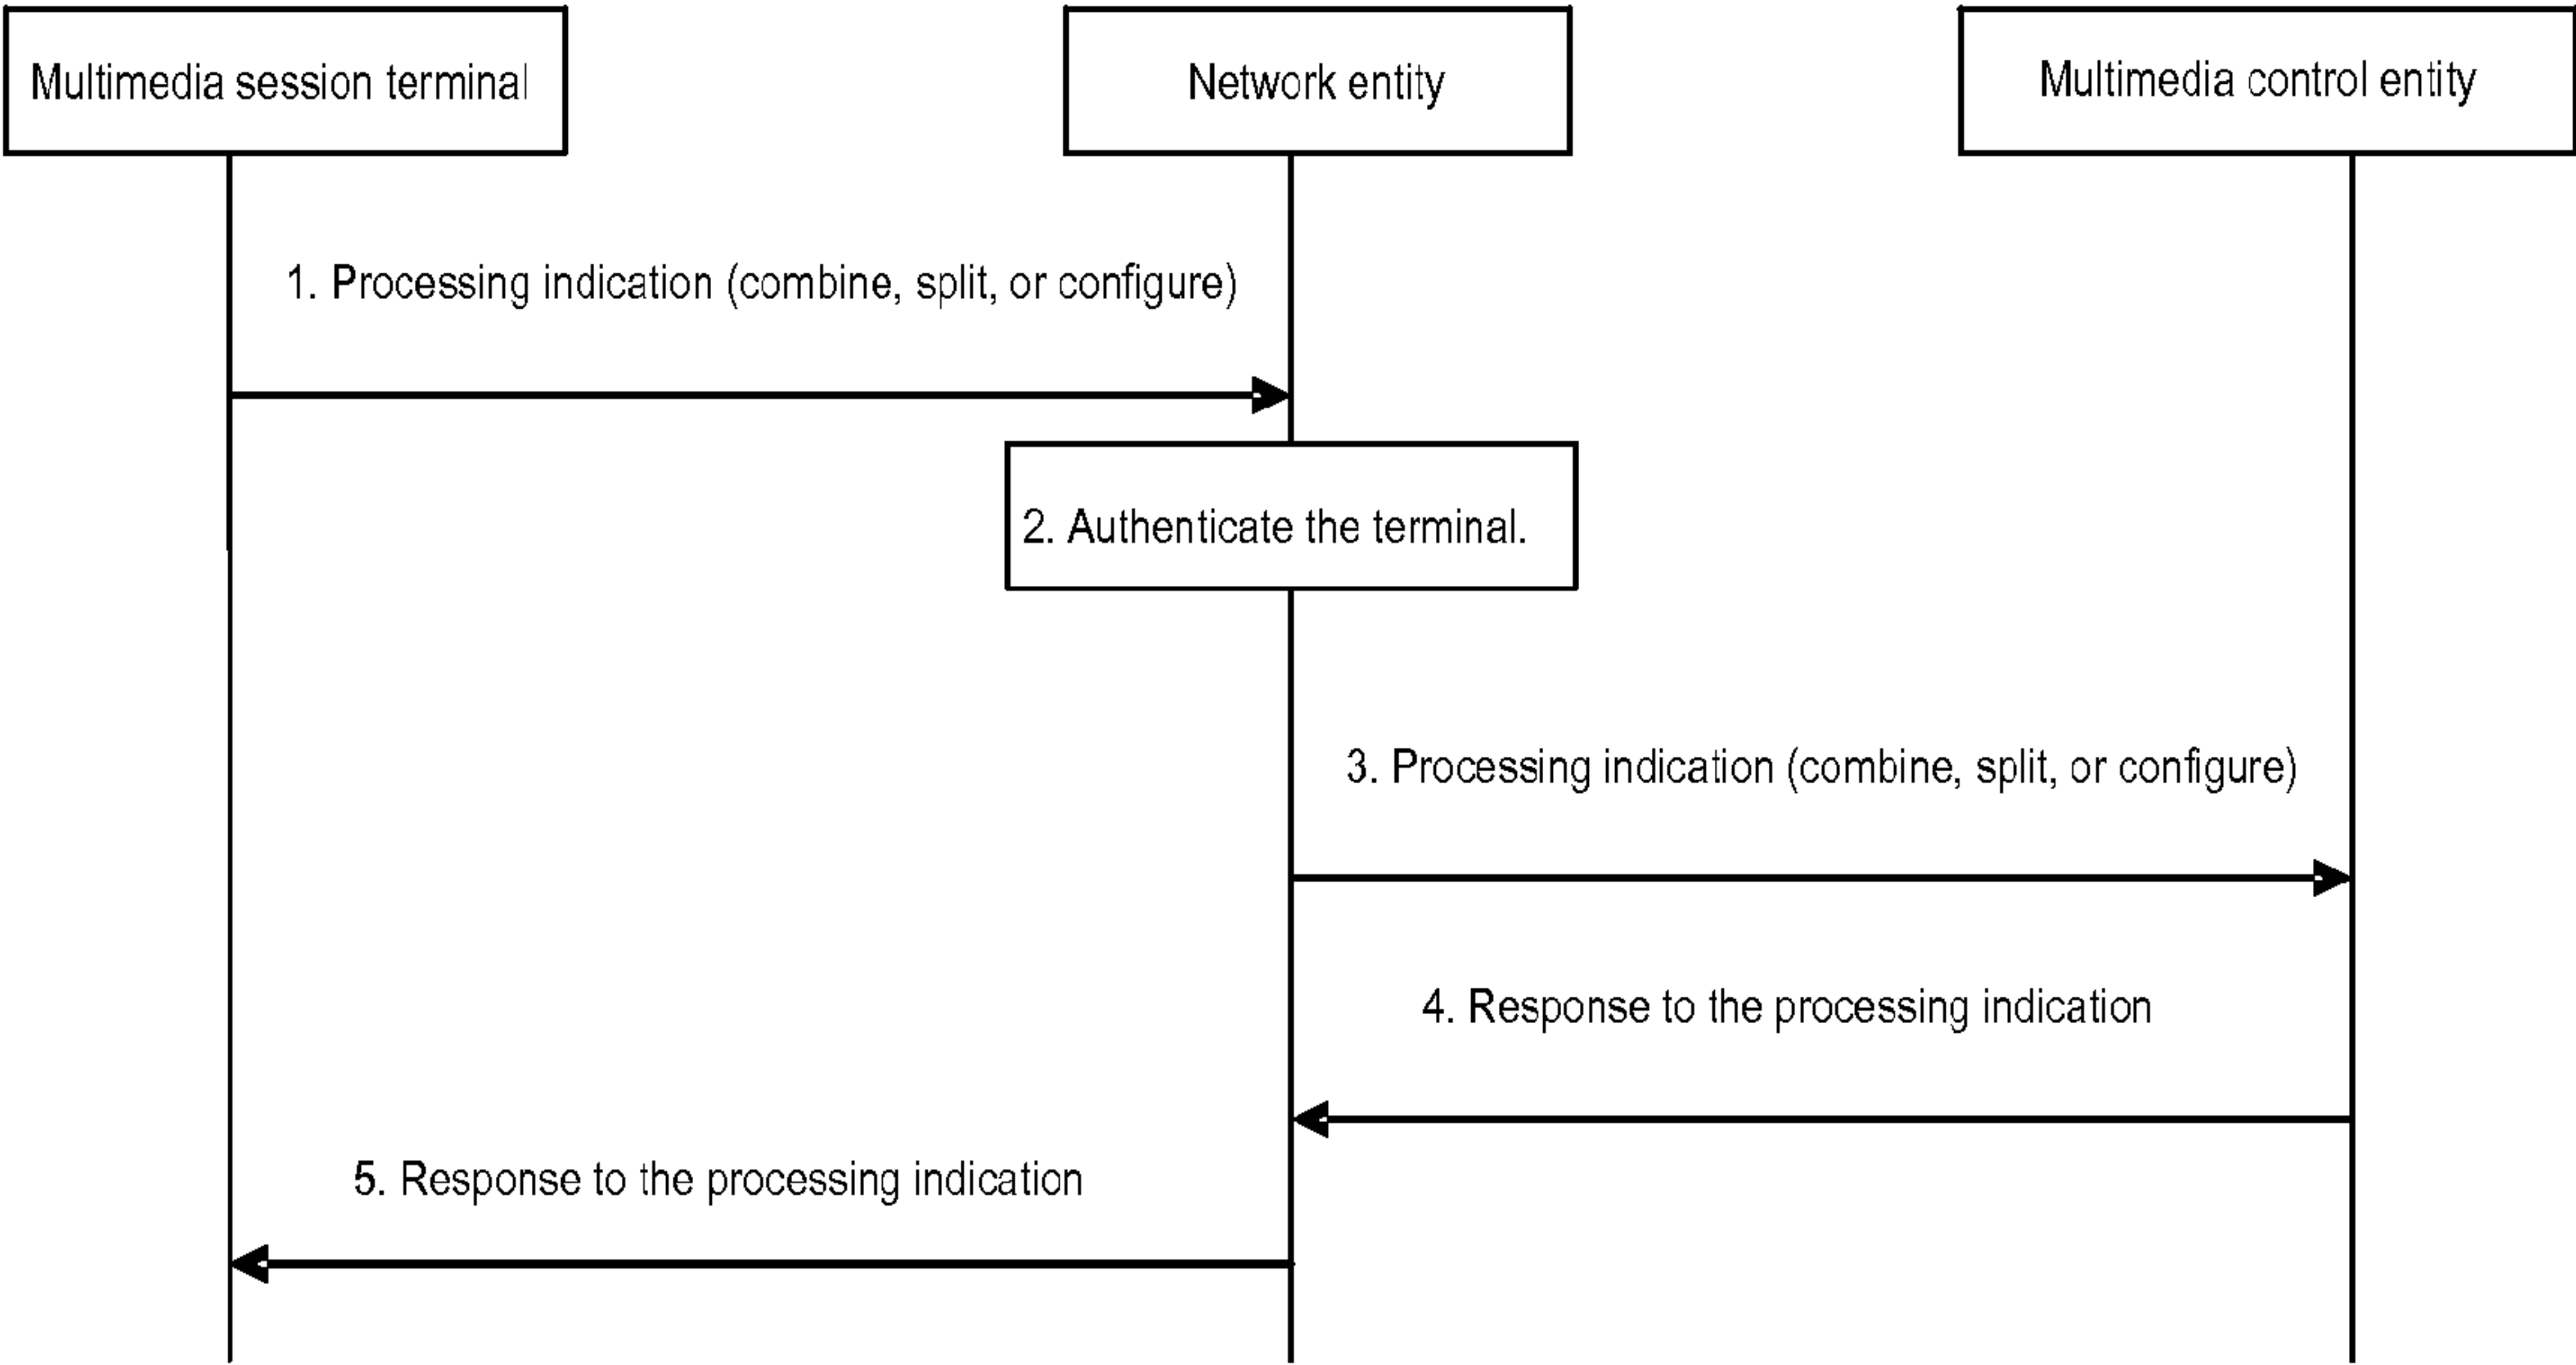 Multimedia session terminal
Network entity
Multimedia control entity
1. Processing indication (combine, split, or configure)
2. Authenticate the terminal.
3. Processing indication (combine, split, or configure)
4. Response to the processing indication
5. Response to the processing indication